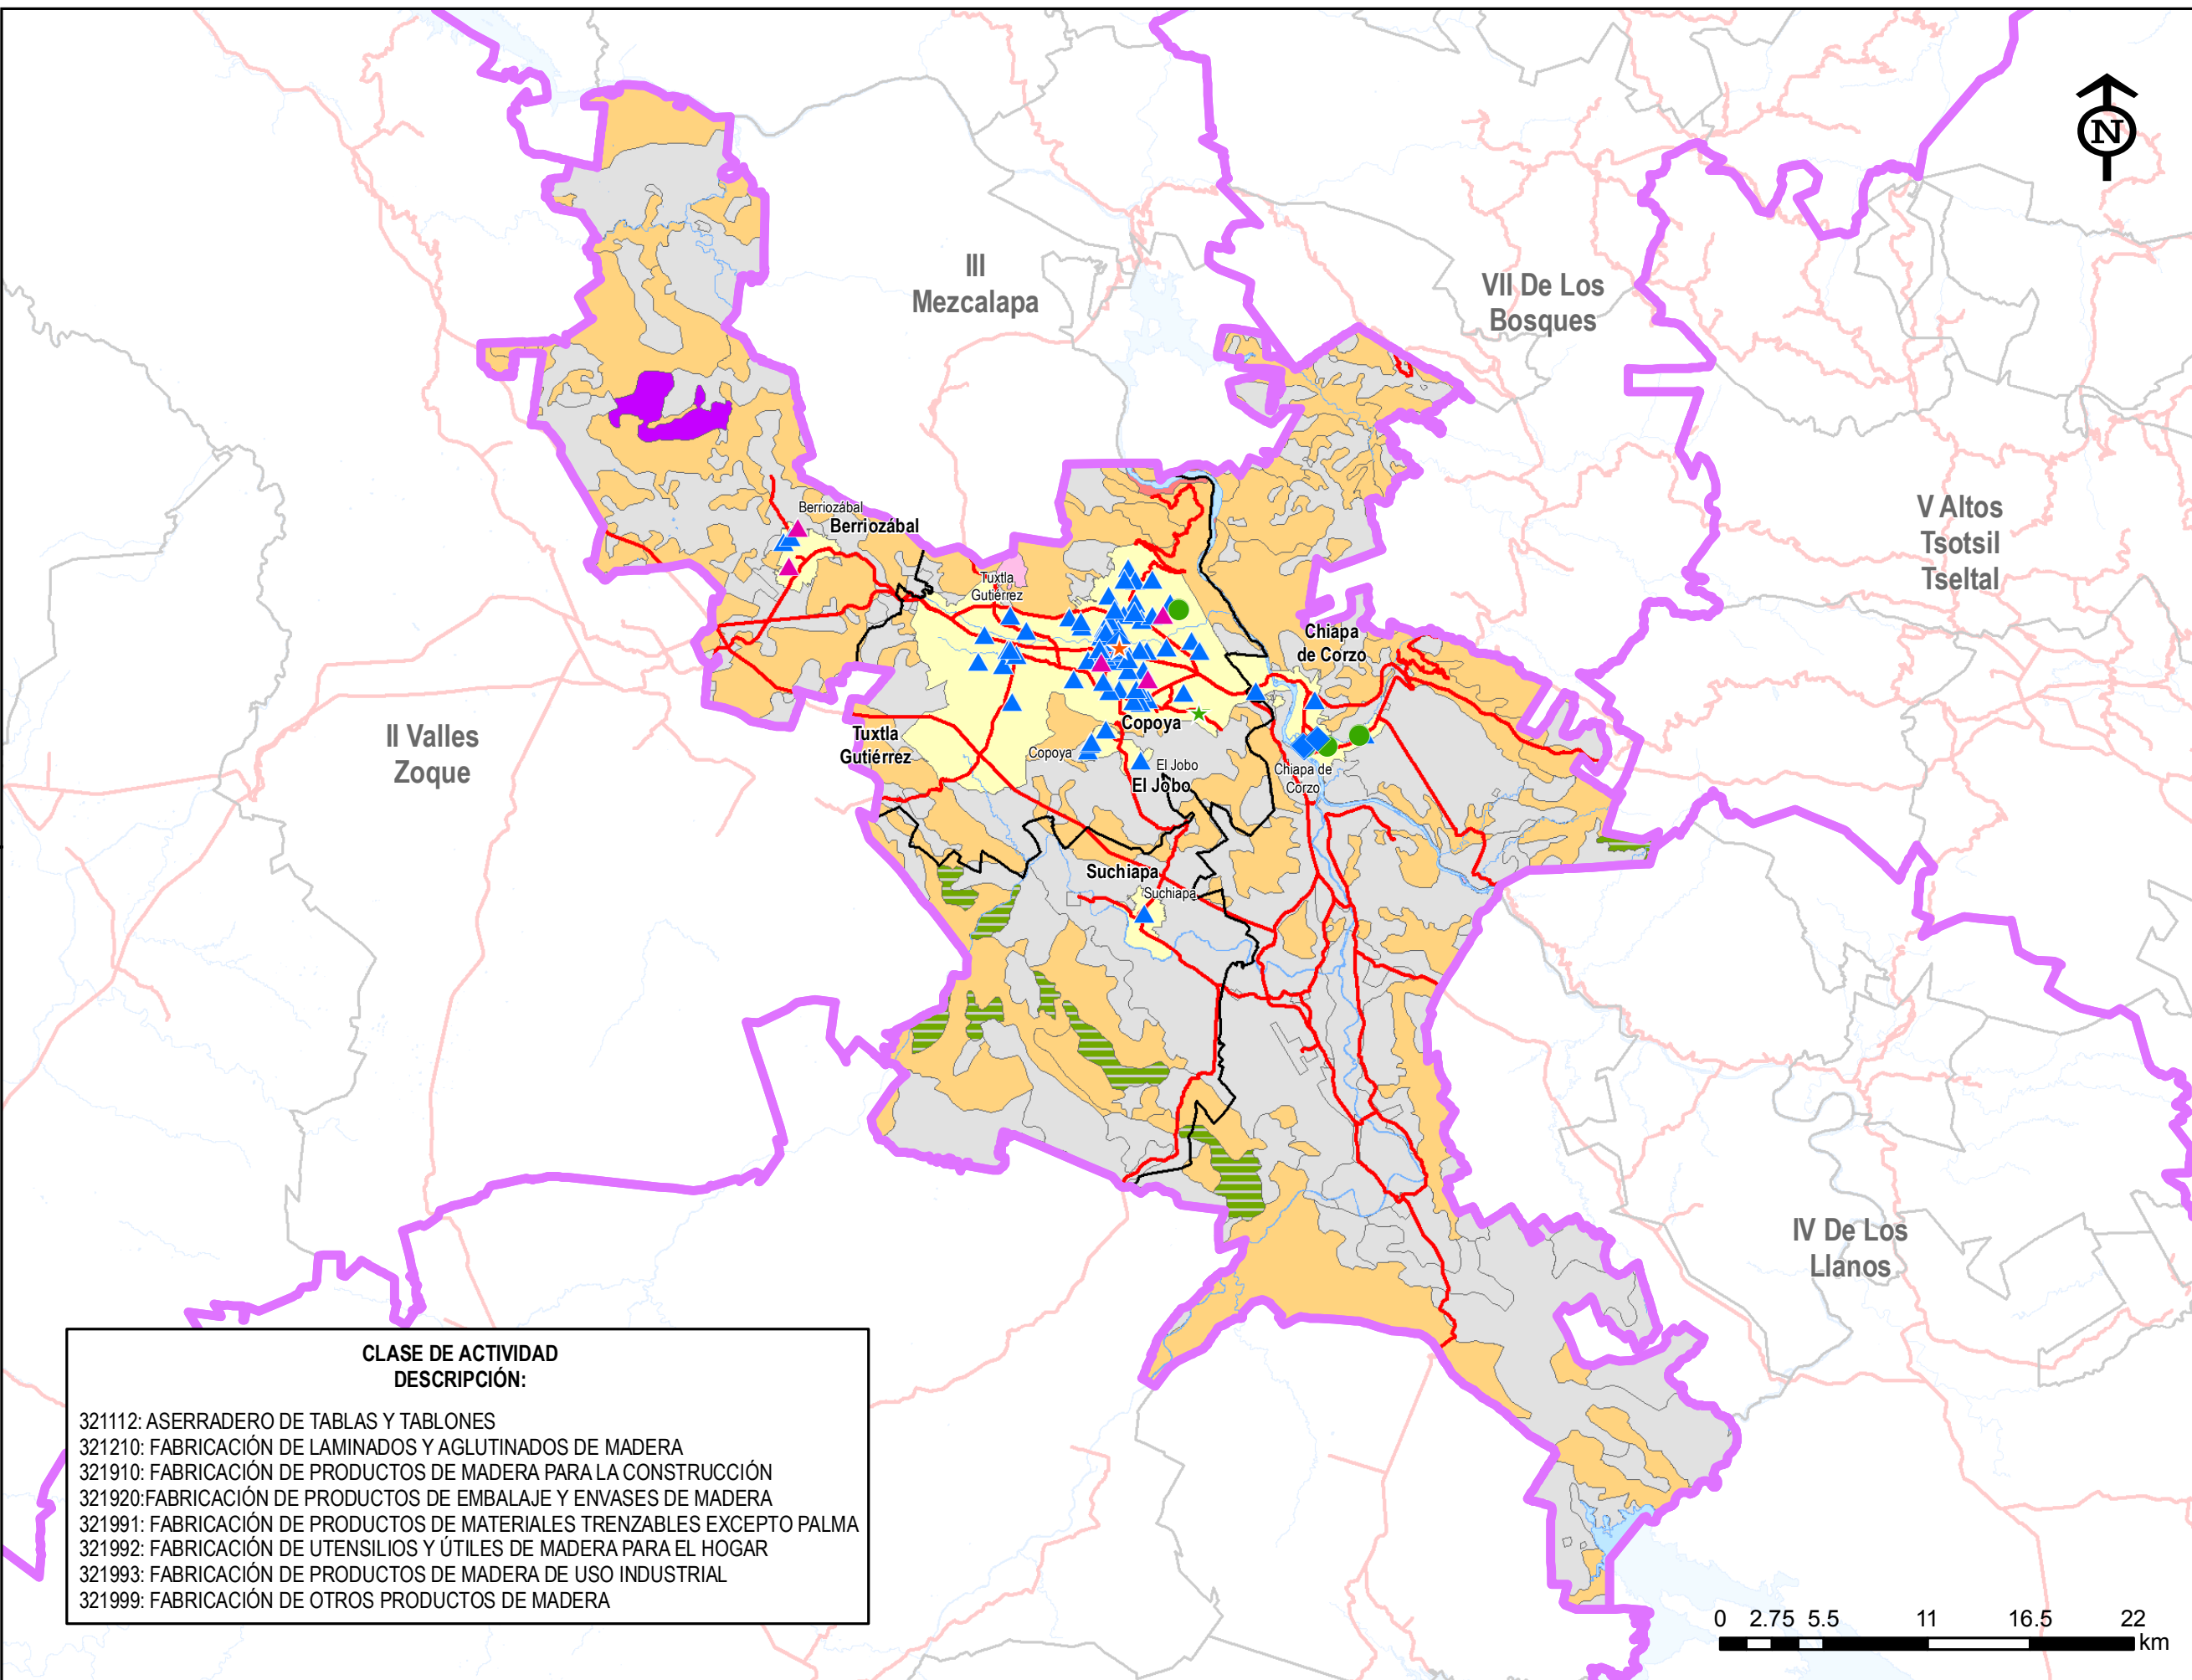 N
III
Mezcalapa
VII De Los
Bosques
V Altos
Tsotsil
Tseltal
Berriozábal
Berriozábal
Tuxtla
Gutiérrez
Chiapa
de Corzo
II Valles
Zoque
Tuxtla
Gutiérrez
Copoya
Copoya
El Jobo
El Jobo
Chiapa de
Corzo
Suchiapa
Suchiapa
IV De Los
Llanos
CLASE DE ACTIVIDAD
DESCRIPCIÓN:
321112: ASERRADERO DE TABLAS Y TABLONES
321210: FABRICACIÓN DE LAMINADOS Y AGLUTINADOS DE MADERA
321910: FABRICACIÓN DE PRODUCTOS DE MADERA PARA LA CONSTRUCCIÓN
321920:FABRICACIÓN DE PRODUCTOS DE EMBALAJE Y ENVASES DE MADERA
321991: FABRICACIÓN DE PRODUCTOS DE MATERIALES TRENZABLES EXCEPTO PALMA
321992: FABRICACIÓN DE UTENSILIOS Y ÚTILES DE MADERA PARA EL HOGAR
321993: FABRICACIÓN DE PRODUCTOS DE MADERA DE USO INDUSTRIAL
321999: FABRICACIÓN DE OTROS PRODUCTOS DE MADERA
0 2.75 5.5 11 16.5 22
km